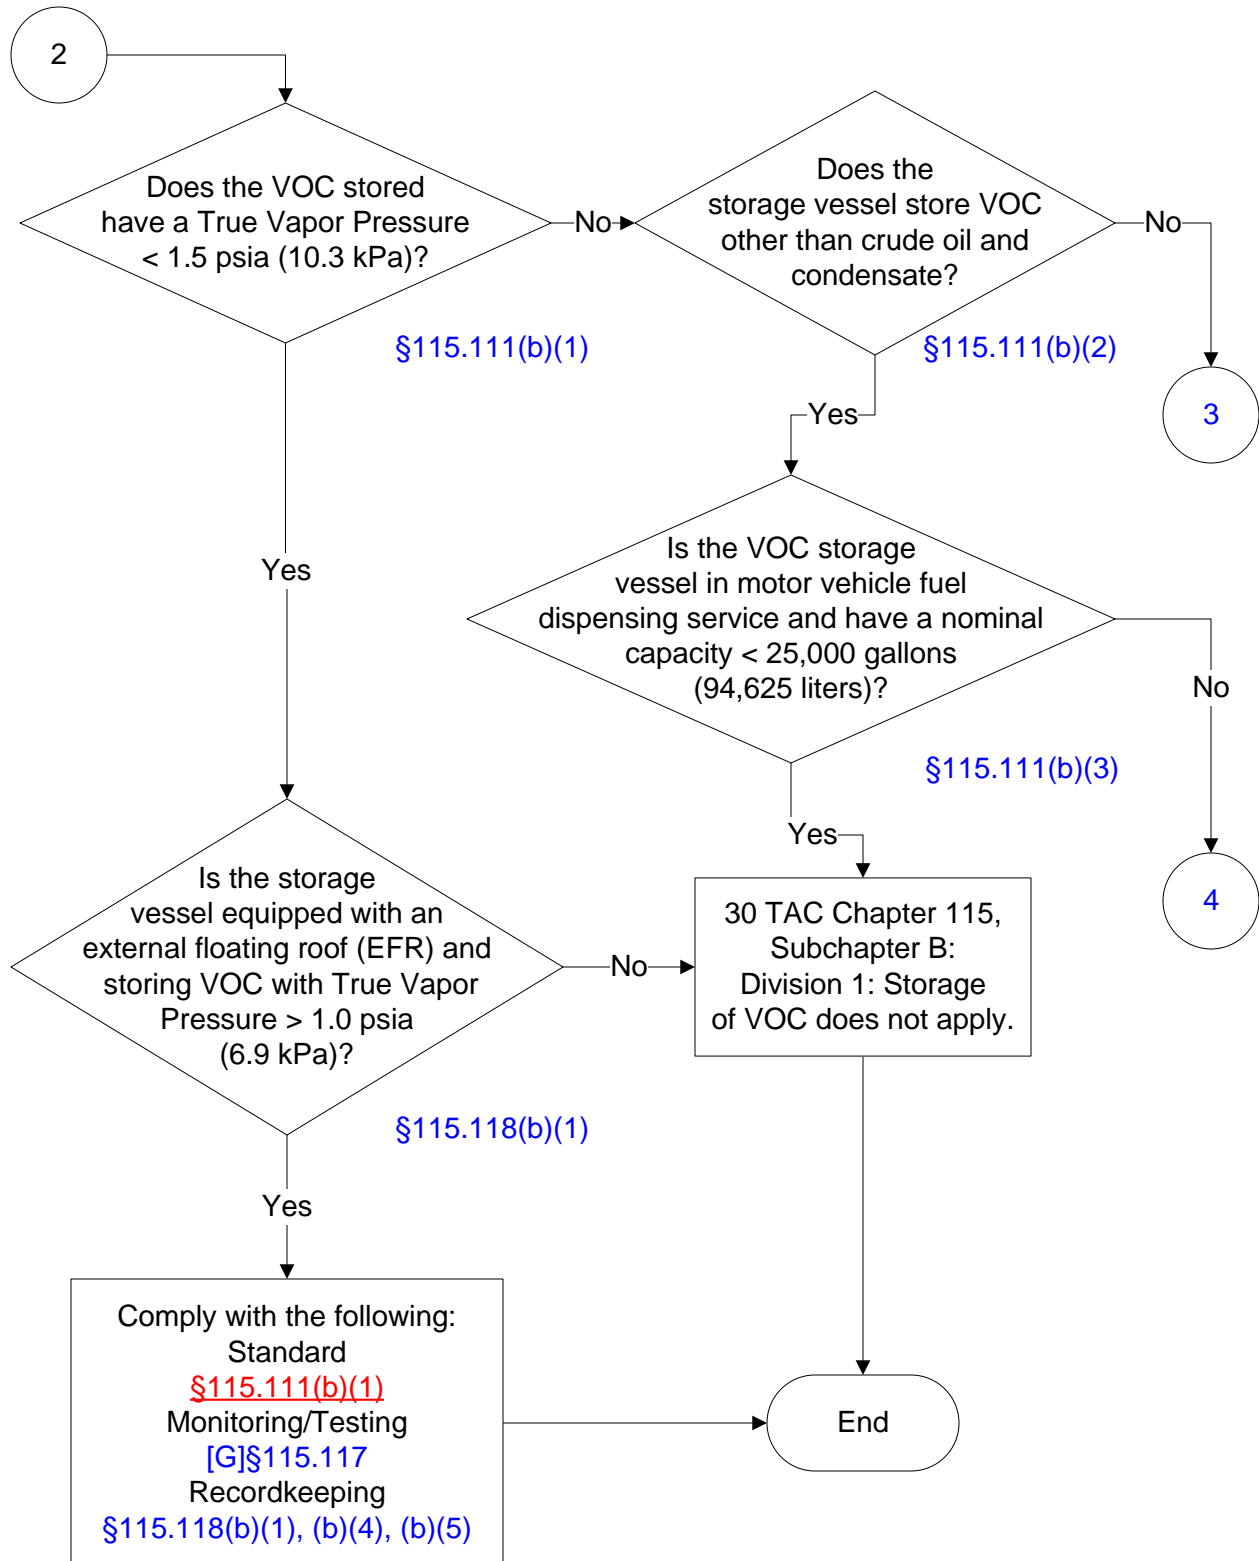 2
Does the VOC stored
have a True Vapor Pressure
< 1.5 psia (10.3 kPa)?
§115.111(b)(1)
No
Does the
storage vessel store VOC
other than crude oil and
condensate?
§115.111(b)(2)
No
3
Yes
Yes
Is the VOC storage
vessel in motor vehicle fuel
dispensing service and have a nominal
capacity < 25,000 gallons
(94,625 liters)?
§115.111(b)(3)
No
4
Yes
Is the storage
vessel equipped with an
external floating roof (EFR) and
storing VOC with True Vapor
Pressure > 1.0 psia
(6.9 kPa)?
§115.118(b)(1)
No
30 TAC Chapter 115,
Subchapter B:
Division 1: Storage
of VOC does not apply.
Yes
Comply with the following:
Standard
§115.111(b)(1)
Monitoring/Testing
[G]§115.117
Recordkeeping
§115.118(b)(1), (b)(4), (b)(5)
End